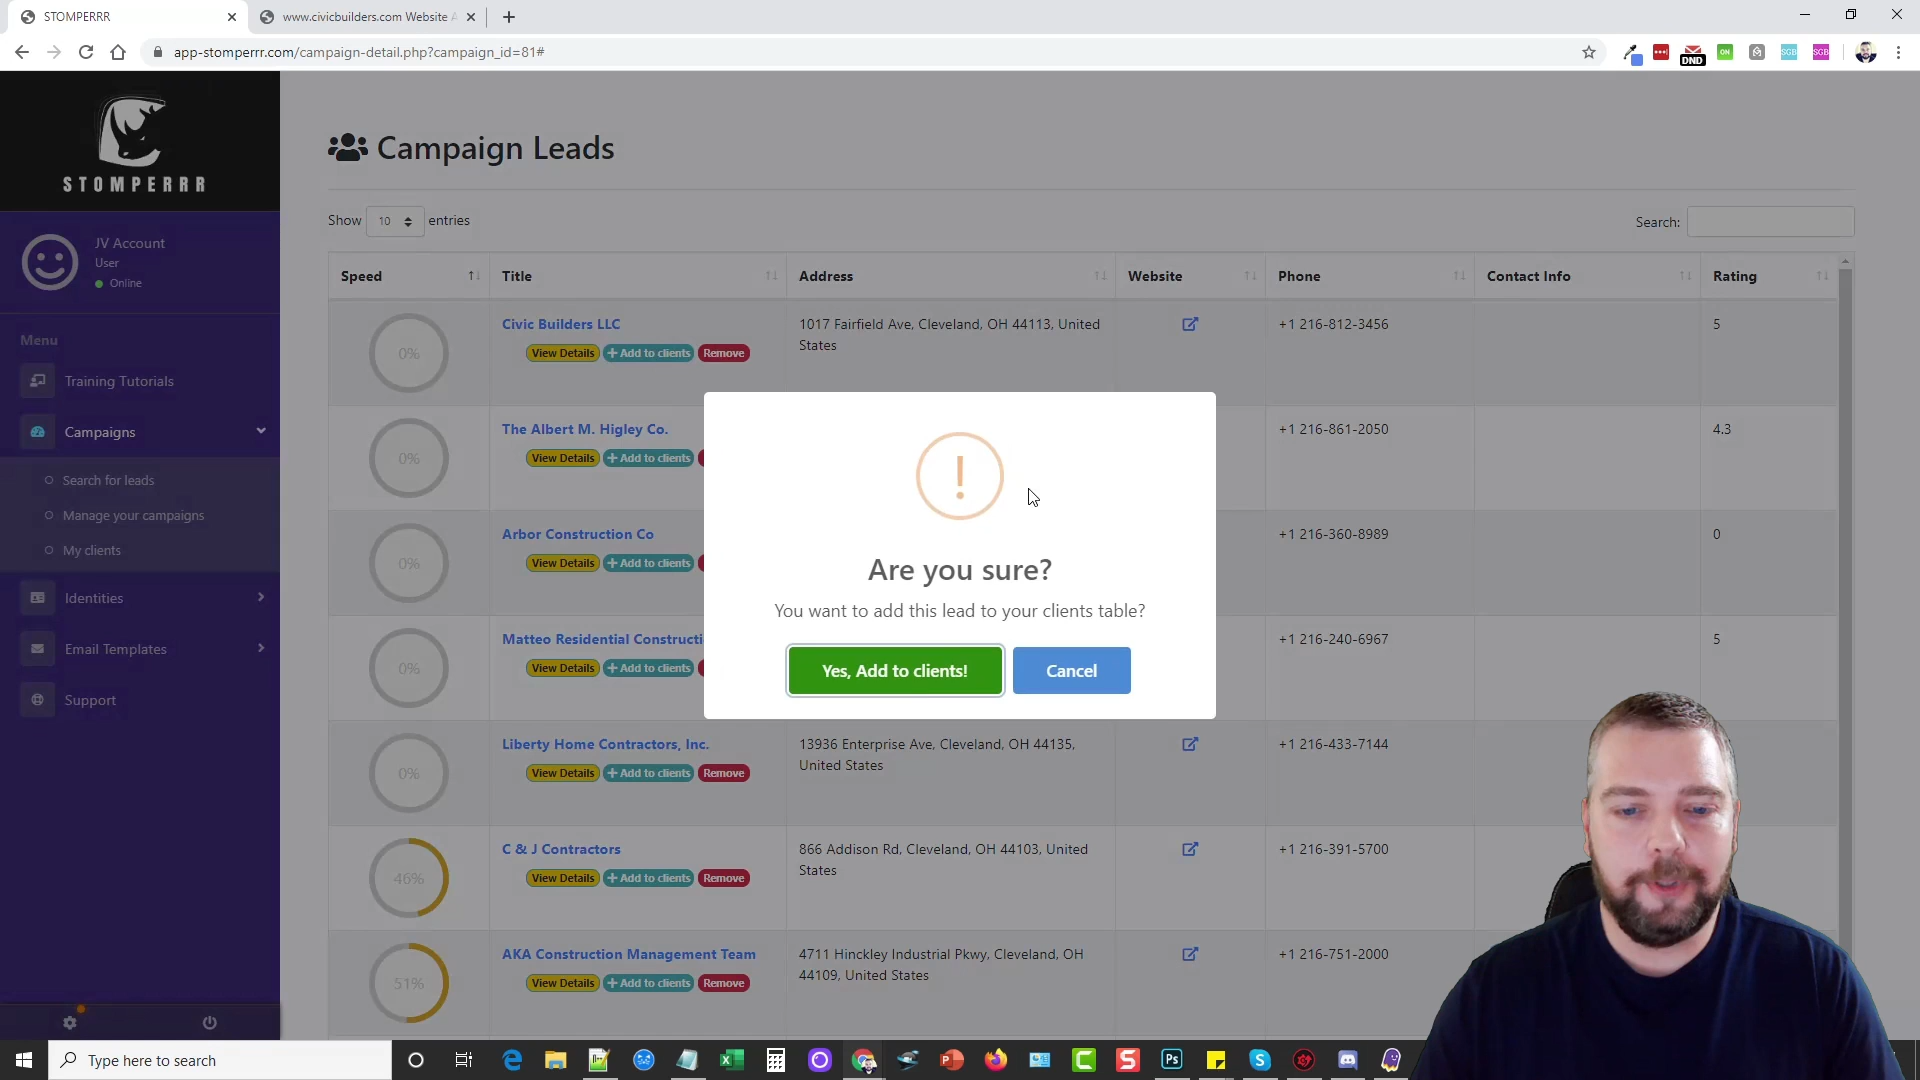 STOMPERRR
www.civicbuilders.com Website
app-stomperrr.com/campaign-detail.php?campaign_id=81#
DND
ON
SGB
SGB
STOMPERRR
JV Account
User
Online
Menu
Training Tutorials
Campaigns
Search for leads
Manage your campaigns
My clients
Identities
Email Templates
Support
Campaign Leads
Show 10 entries
Search:
Speed Title Address Website Phone Contact Info Rating
0%
Civic Builders LLC
View Details Add to clients Remove
1017 Fairfield Ave, Cleveland, OH 44113, United
States
+1 216-812-3456
5
0%
The Albert M. Higley Co.
View Details Add to clients
+1 216-861-2050
4.3
0%
Arbor Construction Co
View Details Add to clients
+1 216-360-8989
0
0%
Matteo Residential
View Details Add to clients
+1 216-240-6967
5
0%
Liberty Home Contractors, Inc.
View Details Add to clients Remove
13936 Enterprise Ave, Cleveland, OH 44135,
United States
+1 216-433-7144
46%
C & J Contractors
View Details Add to clients Remove
866 Addison Rd, Cleveland, OH 44103, United
States
+1 216-391-5700
51%
AKA Construction Management Team
View Details Add to clients Remove
4711 Hinckley Industrial Pkwy, Cleveland, OH
44109, United States
+1 216-751-2000
!
Are you sure?
You want to add this lead to your clients table?
Yes, Add to clients!
Cancel
Type here to search
Ps